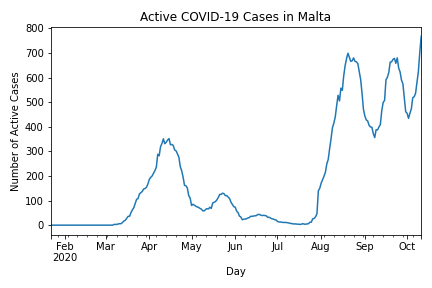 Active COVID-19 Cases in Malta
Number of Active Cases
800
700
600
500
400
300
200
100
0
Feb Mar Apr May Jun Jul Aug Sep Oct
2020
Day